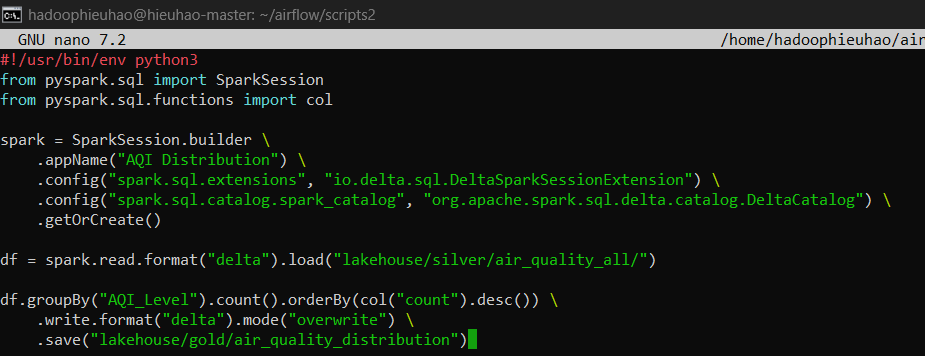 hadoophieuhao@hieuhao-master: ~/airflow/scripts2
GNU nano 7.2 /home/hadoophieuhao/air
#!/usr/bin/env python3
from pyspark.sql import SparkSession
from pyspark.sql.functions import col
spark = SparkSession.builder \
    .appName("AQI Distribution") \
    .config("spark.sql.extensions", "io.delta.sql.DeltaSparkSessionExtension") \
    .config("spark.sql.catalog.spark_catalog", "org.apache.spark.sql.delta.catalog.DeltaCatalog") \
    .getOrCreate()
df = spark.read.format("delta").load("lakehouse/silver/air_quality_all/")
df.groupBy("AQI_Level").count().orderBy(col("count").desc()) \
    .write.format("delta").mode("overwrite") \
    .save("lakehouse/gold/air_quality_distribution")